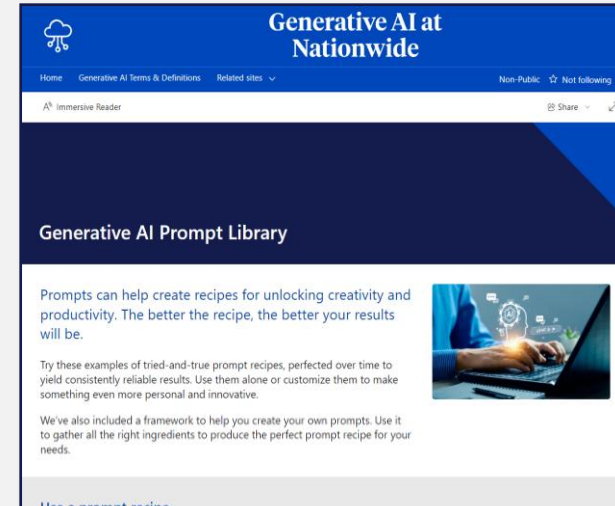 Generative AI at
Nationwide
Home Generative AI Terms & Definitions Related sites Non-Public Not following
Immersive Reader Share
Generative AI Prompt Library
Prompts can help create recipes for unlocking creativity and
productivity. The better the recipe, the better your results
will be.
Try these examples of tried-and-true prompt recipes, perfected over time to
yield consistently reliable results. Use them alone or customize them to make
something even more personal and innovative.
We've also included a framework to help you create your own prompts. Use it
to gather all the right ingredients to produce the perfect prompt recipe for your
needs.
Use a prompt recipe